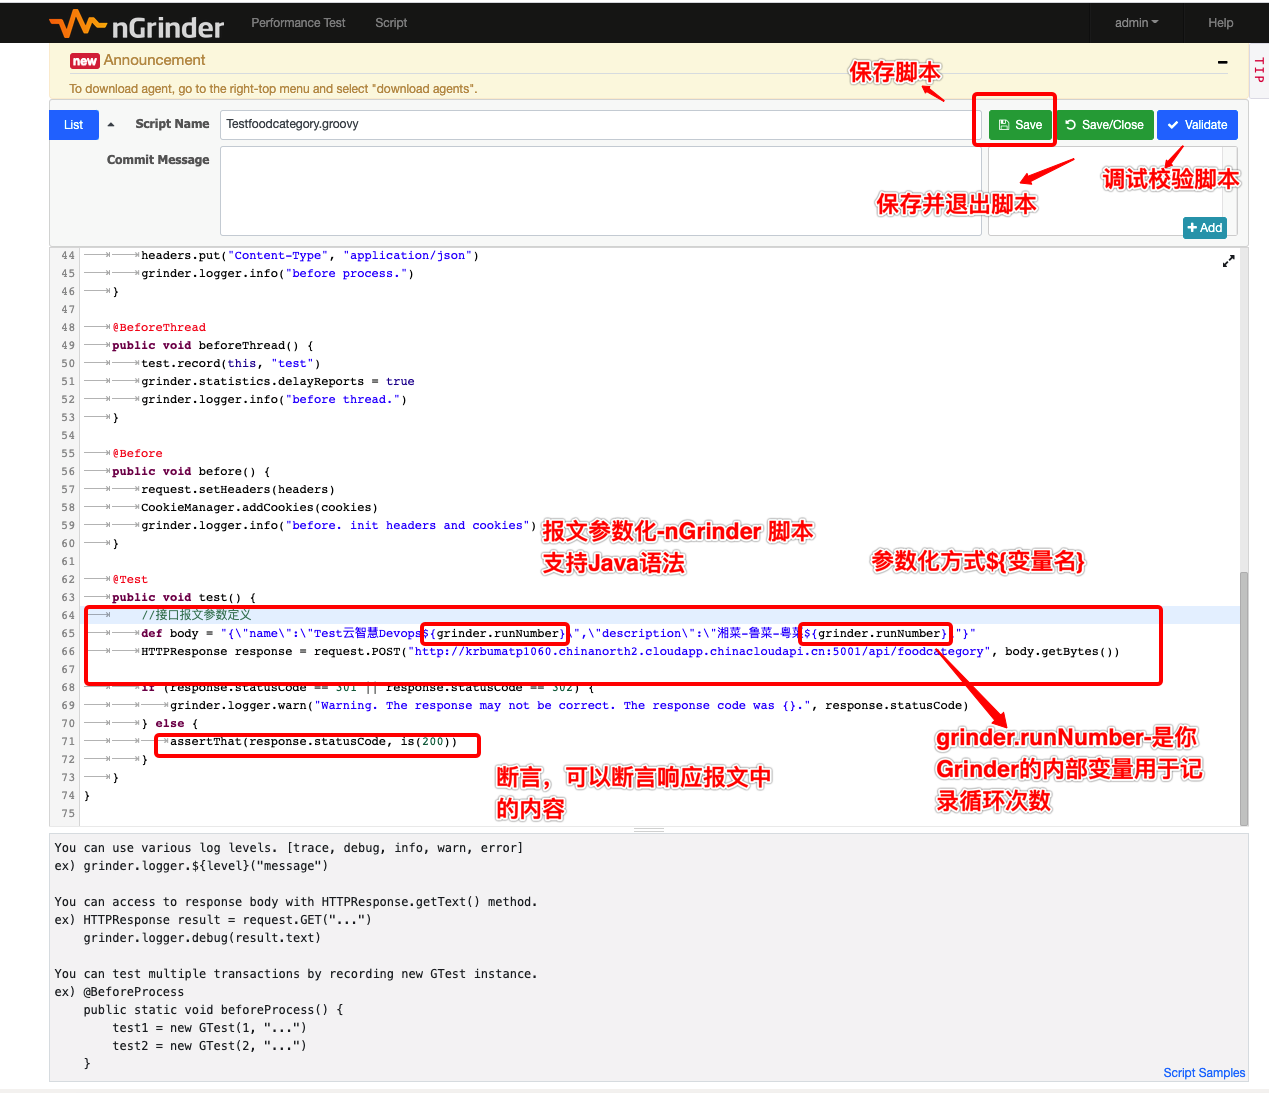 nGrinder Performance Test Script admin Help
new Announcement
To download agent, go to the right-top menu and select "download agents".
TIP
保存脚本
List Script Name Testfoodcategory.groovy Save Save/Close Validate
Commit Message
调试校验脚本
保存并退出脚本
Add
44 headers.put("Content-Type", "application/json")
45 grinder.logger.info("before process.")
46 }
47
48 @BeforeThread
49 public void beforeThread() {
50 test.record(this, "test")
51 grinder.statistics.delayReports = true
52 grinder.logger.info("before thread.")
53 }
54
55 @Before
56 public void before() {
57 request.setHeaders(headers)
58 CookieManager.addCookies(cookies)
59 grinder.logger.info("before. init headers and cookies")
60 }
61
报文参数化-nGrinder 脚本
支持Java语法
参数化方式${变量名}
62 @Test
63 public void test() {
64 //接口报文参数定义
65 def body = "{\"name\":\"Test云智慧Devops${grinder.runNumber}\",\"description\":\"湘菜-鲁菜-粤菜${grinder.runNumber}\"}"
66 HTTPResponse response = request.POST("http://krbumatp1060.chinanorth2.cloudapp.chinacloudapi.cn:5001/api/foodcategory", body.getBytes())
67
68 if (response.statusCode == 301 || response.statusCode == 302) {
69 grinder.logger.warn("Warning. The response may not be correct. The response code was {}.", response.statusCode)
70 } else {
71 assertThat(response.statusCode, is(200))
72 }
73 }
74 }
75
grinder.runNumber-是你
Grinder的内部变量用于记
录循环次数
断言，可以断言响应报文中
的内容
You can use various log levels. [trace, debug, info, warn, error]
ex) grinder.logger.${level}("message")
You can access to response body with HTTPResponse.getText() method.
ex) HTTPResponse result = request.GET("...")
grinder.logger.debug(result.text)
You can test multiple transactions by recording new GTest instance.
ex) @BeforeProcess
public static void beforeProcess() {
test1 = new GTest(1, "...")
test2 = new GTest(2, "...")
}
Script Samples